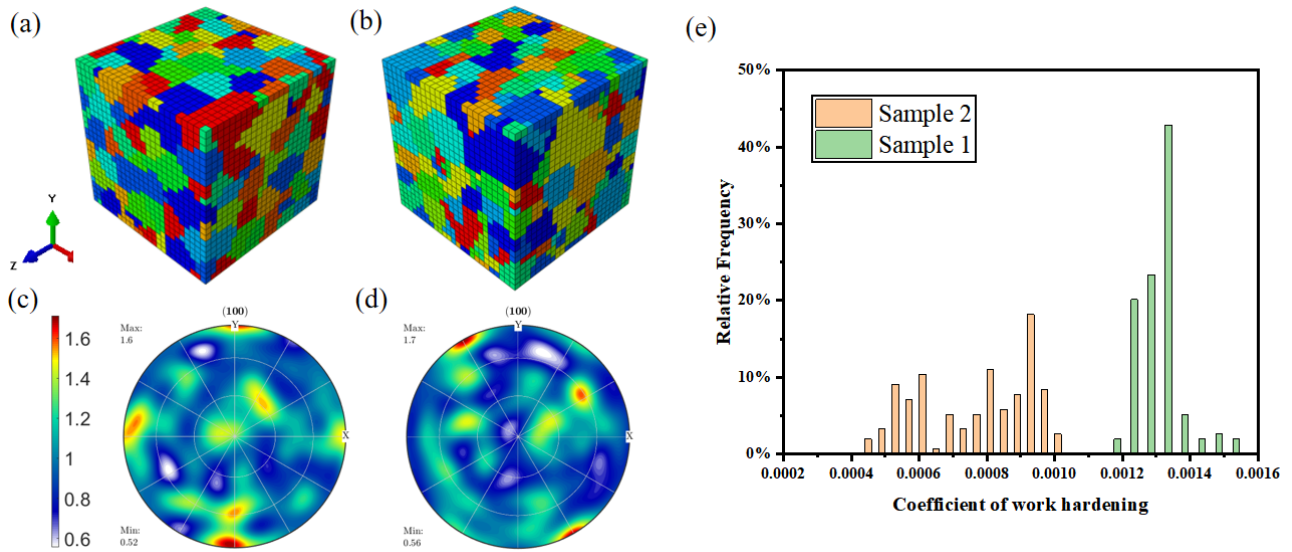 (a)
(b)
Y
Z
(c)
1.6
1.4
1.2
1
0.8
0.6
Max:
1.6
(100)
Y
X
Min:
0.52
(d)
Max:
1.7
(100)
Y
X
Min:
0.56
(e)
50%
40%
30%
20%
10%
0%
Relative Frequency
Sample 2
Sample 1
0.0002
0.0004
0.0006
0.0008
0.0010
0.0012
0.0014
0.0016
Coefficient of work hardening